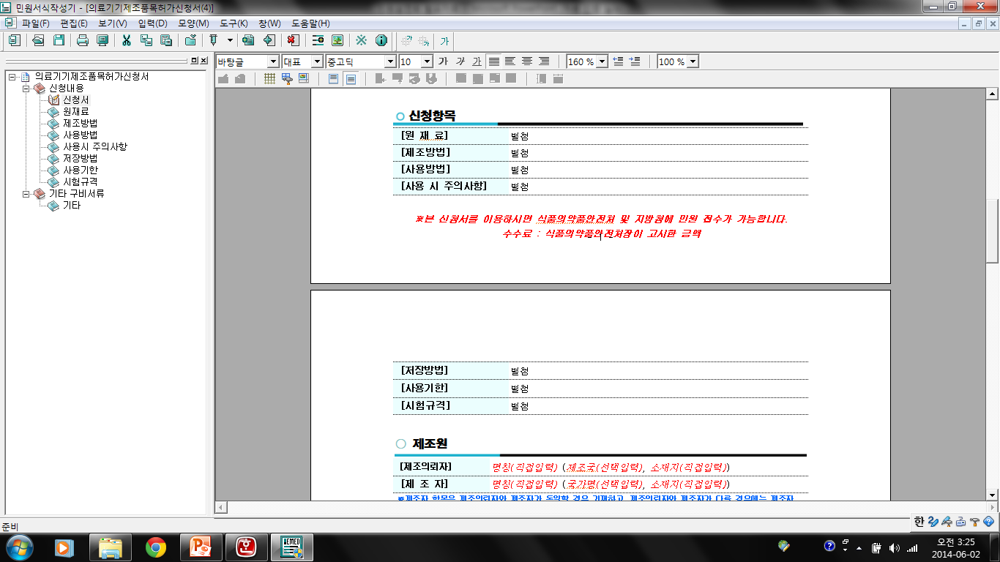 민원서식작성기 - [의료기기제조품목허가신청서(4)]
파일(F) 편집(E) 보기(V) 입력(D) 모양(M) 도구(K) 창(W) 도움말(H)
바탕글 대표 중고딕 10 가 가 가 160 % 100 %
의료기기제조품목허가신청서
신청내용
신청서
원재료
제조방법
사용방법
사용시 주의사항
저장방법
사용기한
시험규격
기타 구비서류
기타
신청항목
[원 재 료] 별첨
[제조방법] 별첨
[사용방법] 별첨
[사용 시 주의사항] 별첨
※본 신청서를 이용하시면 식품의약품안전처 및 지방청에 민원 접수가 가능합니다.
수수료 : 식품의약품안전처장이 고시한 금액
[저장방법] 별첨
[사용기한] 별첨
[시험규격] 별첨
제조원
[제조의뢰자] 명칭(직접입력) (제조국(선택입력), 소재지(직접입력))
[제 조 자] 명칭(직접입력) (국가명(선택입력), 소재지(직접입력))
※제조자 항목은 제조의뢰자와 제조자가 동일할 경우 기재하고, 제조의뢰자와 제조자가 다를 경우에는 제조자
준비
한
오전 3:25
2014-06-02